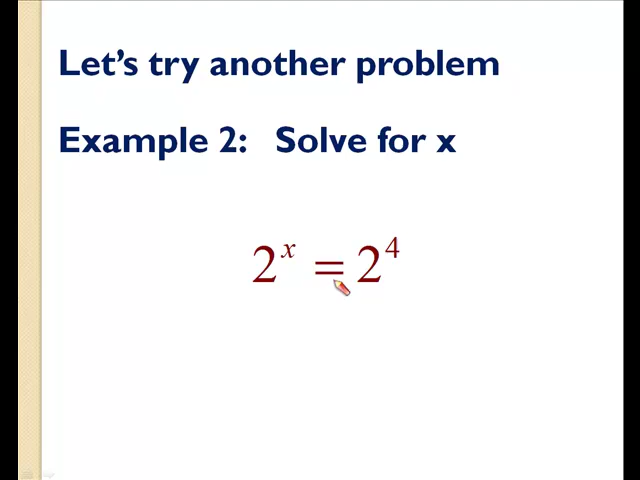 Let's try another problem
Example 2: Solve for x
2^x = 2^4